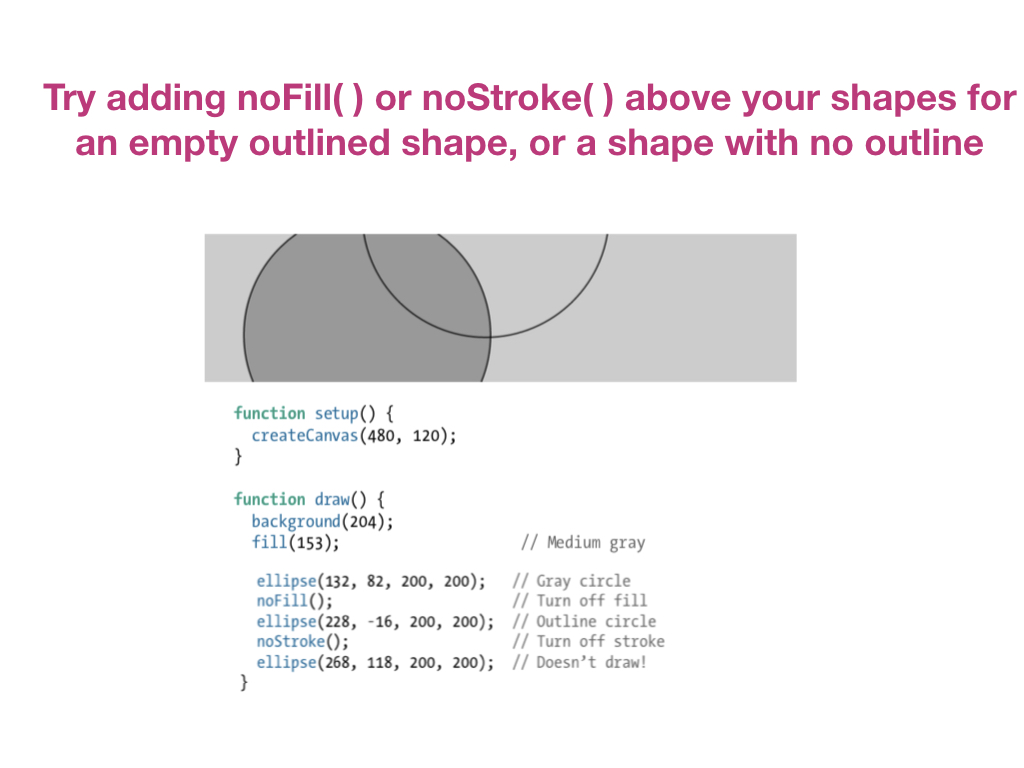 Try adding noFill( ) or noStroke( ) above your shapes for
an empty outlined shape, or a shape with no outline
function setup() {
createCanvas(480, 120);
}
function draw() {
background(204);
fill(153); // Medium gray
ellipse(132, 82, 200, 200); // Gray circle
noFill(); // Turn off fill
ellipse(228, -16, 200, 200); // Outline circle
noStroke(); // Turn off stroke
ellipse(268, 118, 200, 200); // Doesn’t draw!
}